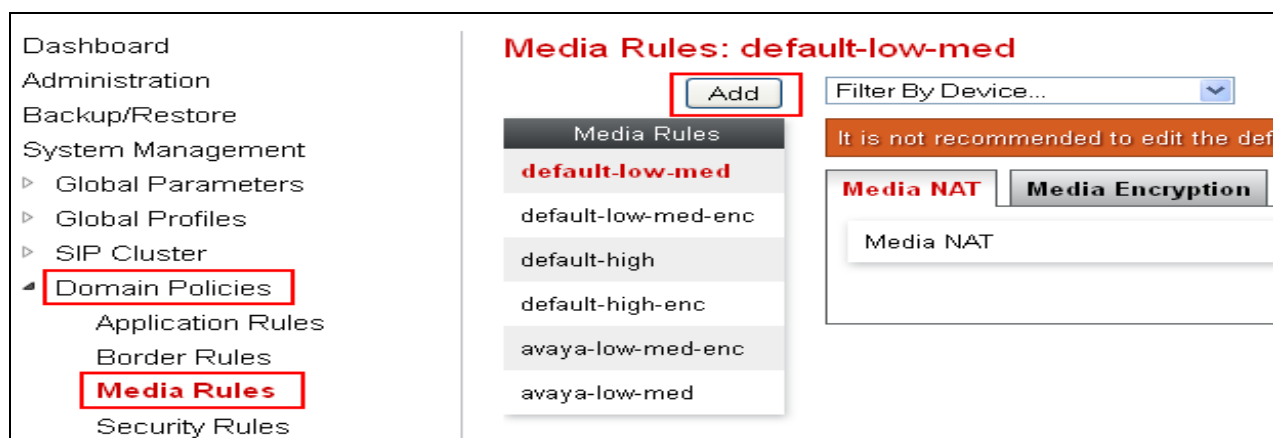 Dashboard
Administration
Backup/Restore
System Management
Global Parameters
Global Profiles
SIP Cluster
Domain Policies
Application Rules
Border Rules
Media Rules
Security Rules
Media Rules: default-low-med
Add
Filter By Device...
Media Rules
default-low-med
default-low-med-enc
default-high
default-high-enc
avaya-low-med-enc
avaya-low-med
It is not recommended to edit the def
Media NAT
Media Encryption
Media NAT